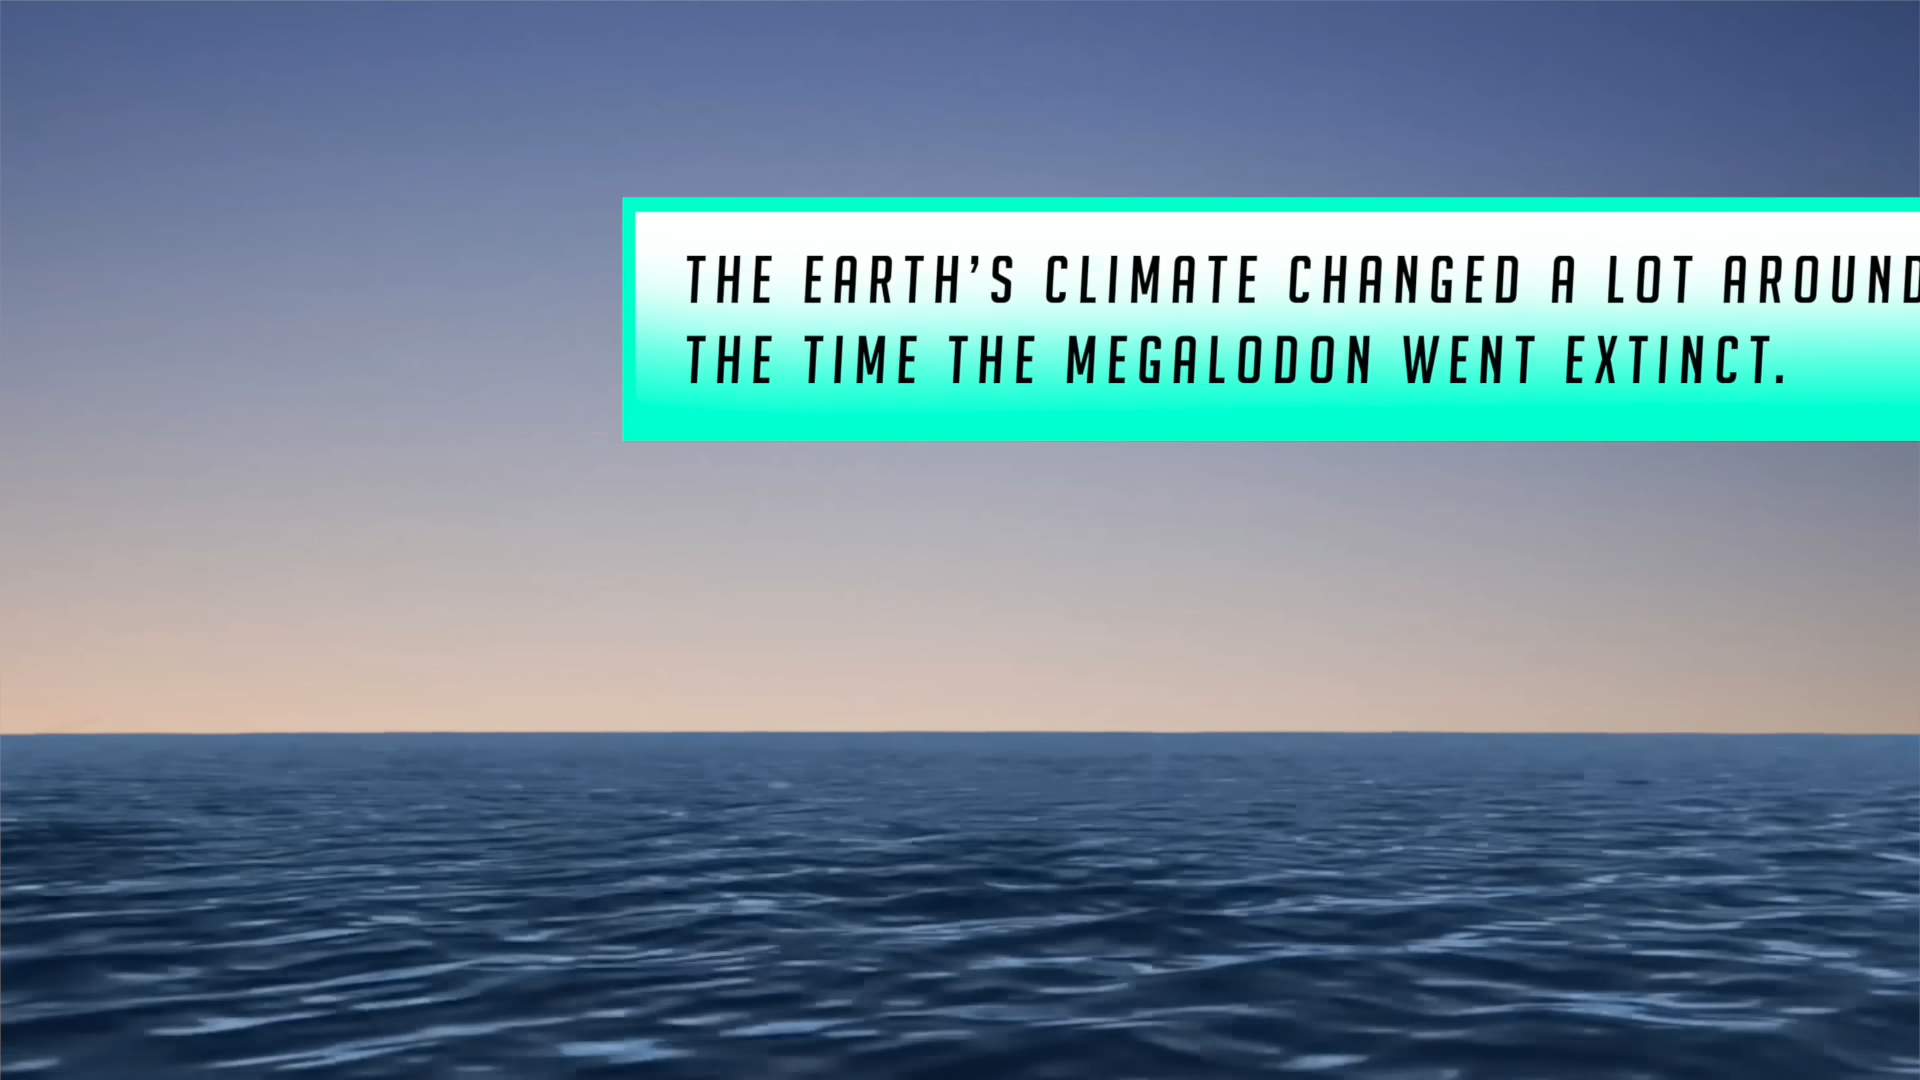 THE EARTH’S CLIMATE CHANGED A LOT AROUND
THE TIME THE MEGALODON WENT EXTINCT.